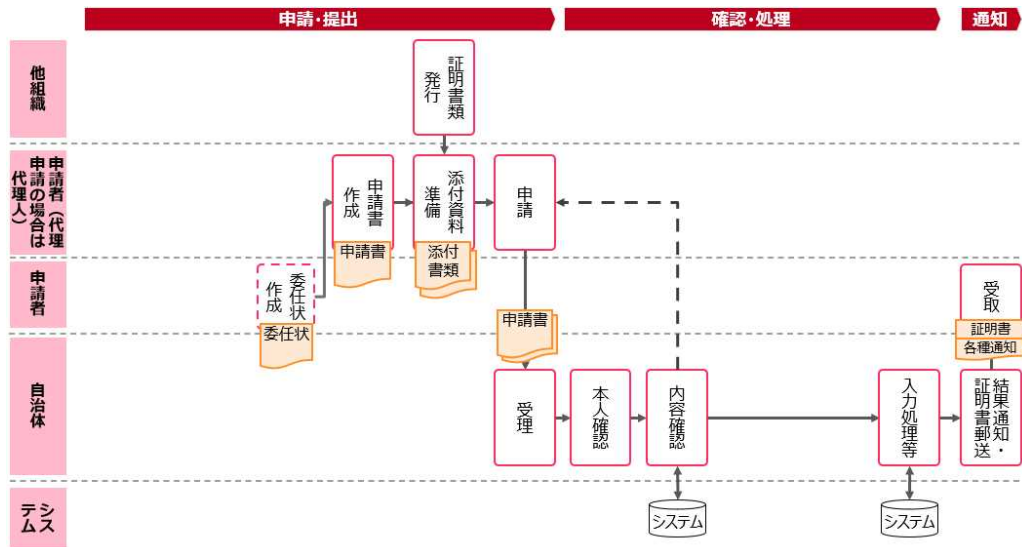 申請・提出
確認・処理
通知
他組織
証明書類
発行
申請者（代理
申請の場合は
代理人）
申請書
作成
申請書
添付資料
準備
添付
書類
申請
申請者
委任状
作成
委任状
申請書
受取
証明書
各種通知
自治体
受理
本人確認
内容確認
入力処理等
結果通知・
証明書郵送
シス
テム
システム
システム